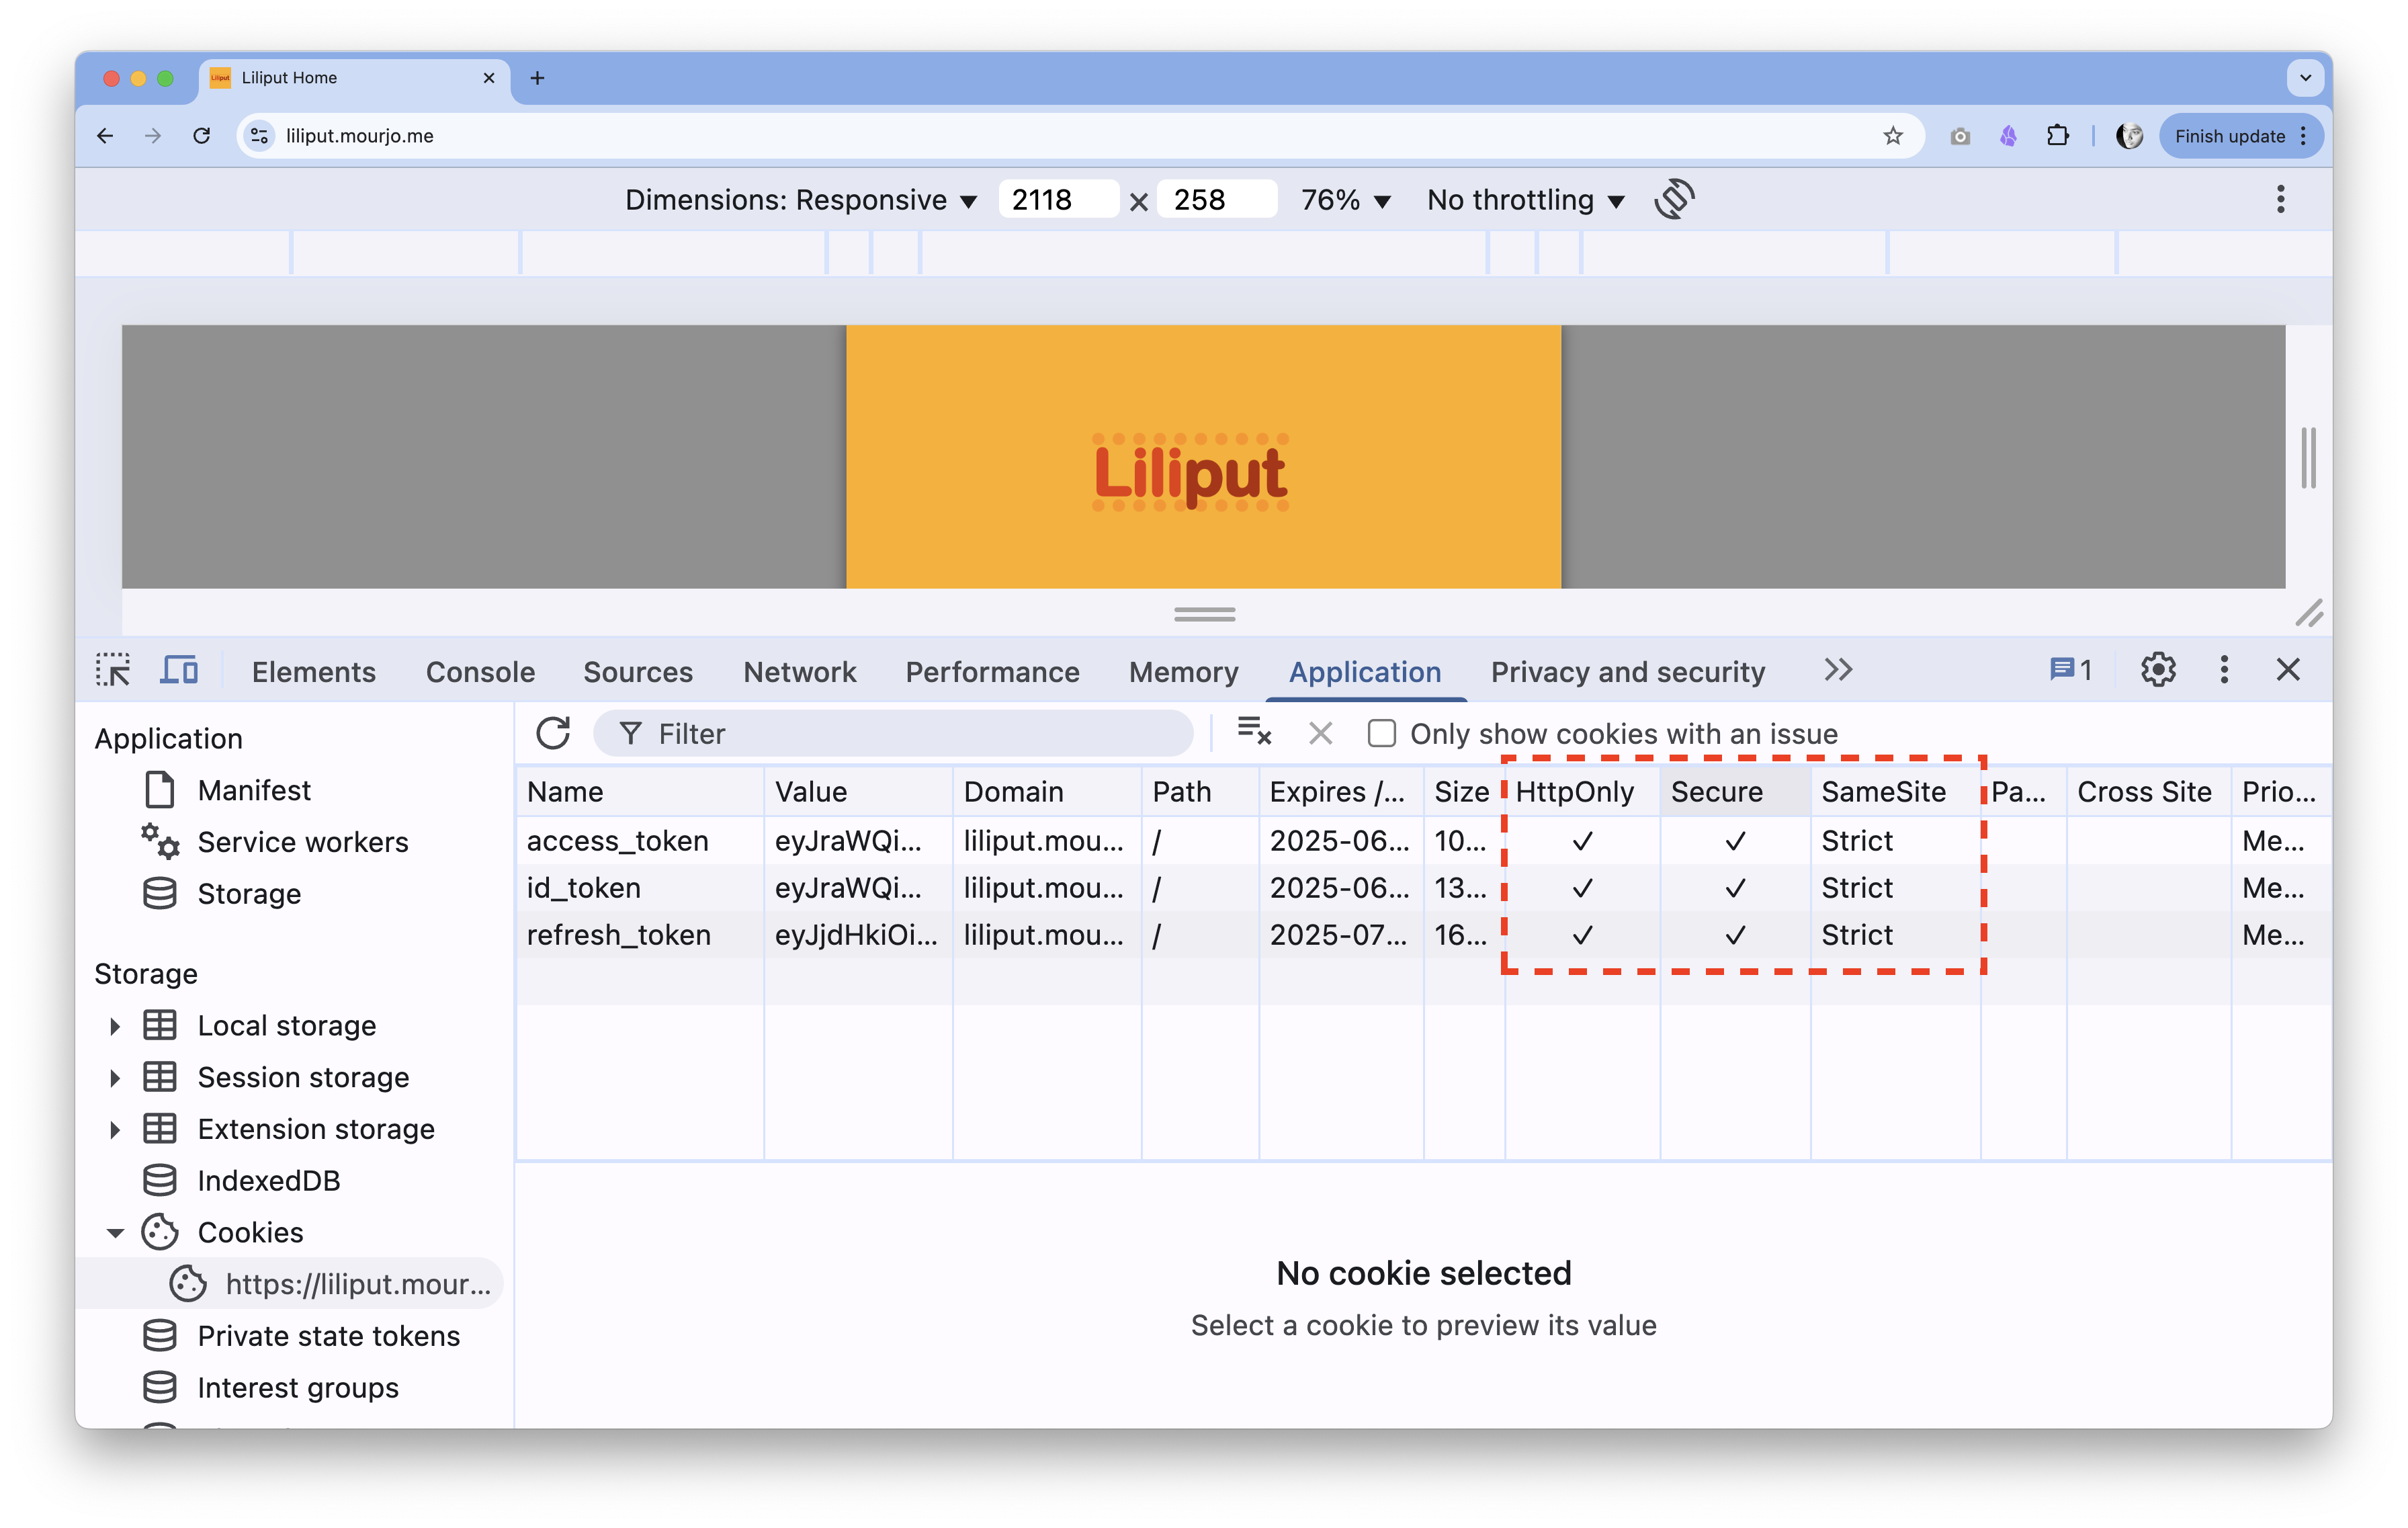 Liliput
Liliput Home
liliput.mourjo.me
Finish update
Dimensions: Responsive 2118 × 258 76% No throttling
Liliput
Elements Console Sources Network Performance Memory Application Privacy and security 1
Application
Manifest
Service workers
Storage
Storage
Local storage
Session storage
Extension storage
IndexedDB
Cookies
https://liliput.mour...
Private state tokens
Interest groups
Filter
Only show cookies with an issue
Name Value Domain Path Expires /... Size HttpOnly Secure SameSite Pa... Cross Site Prio...
access_token eyJraWQi... liliput.mou... / 2025-06... 10... ✓ ✓ Strict Me...
id_token eyJraWQi... liliput.mou... / 2025-06... 13... ✓ ✓ Strict Me...
refresh_token eyJjdHkiOi... liliput.mou... / 2025-07... 16... ✓ ✓ Strict Me...
No cookie selected
Select a cookie to preview its value